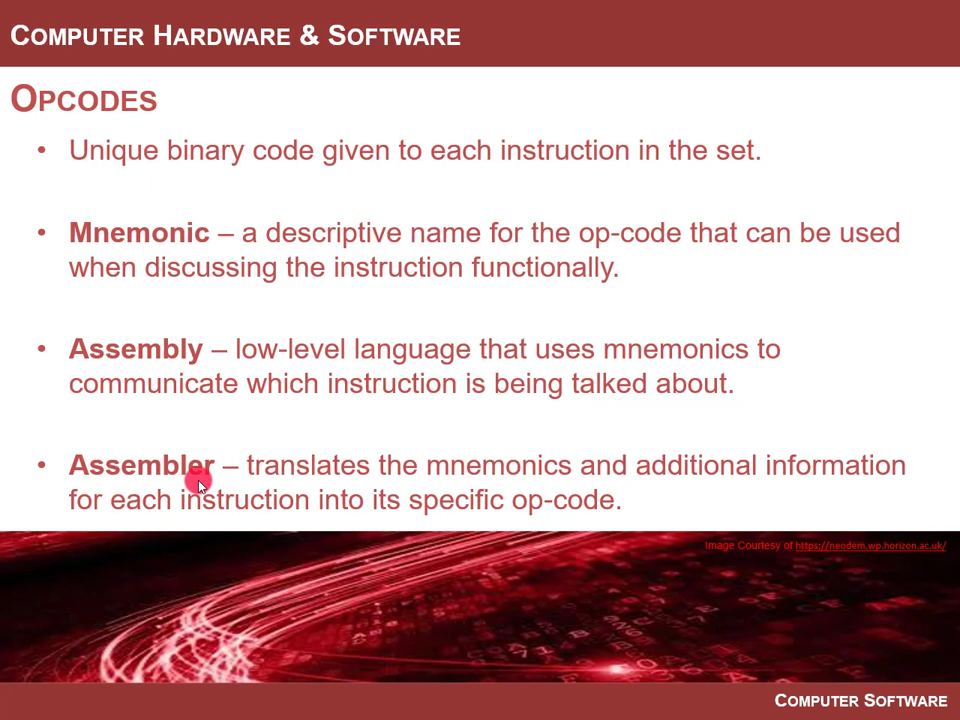 COMPUTER HARDWARE & SOFTWARE
OPCODES
• Unique binary code given to each instruction in the set.
• Mnemonic – a descriptive name for the op-code that can be used
when discussing the instruction functionally.
• Assembly – low-level language that uses mnemonics to
communicate which instruction is being talked about.
• Assembler – translates the mnemonics and additional information
for each instruction into its specific op-code.
Image Courtesy of https://neodem.wp.horizon.ac.uk/
COMPUTER SOFTWARE